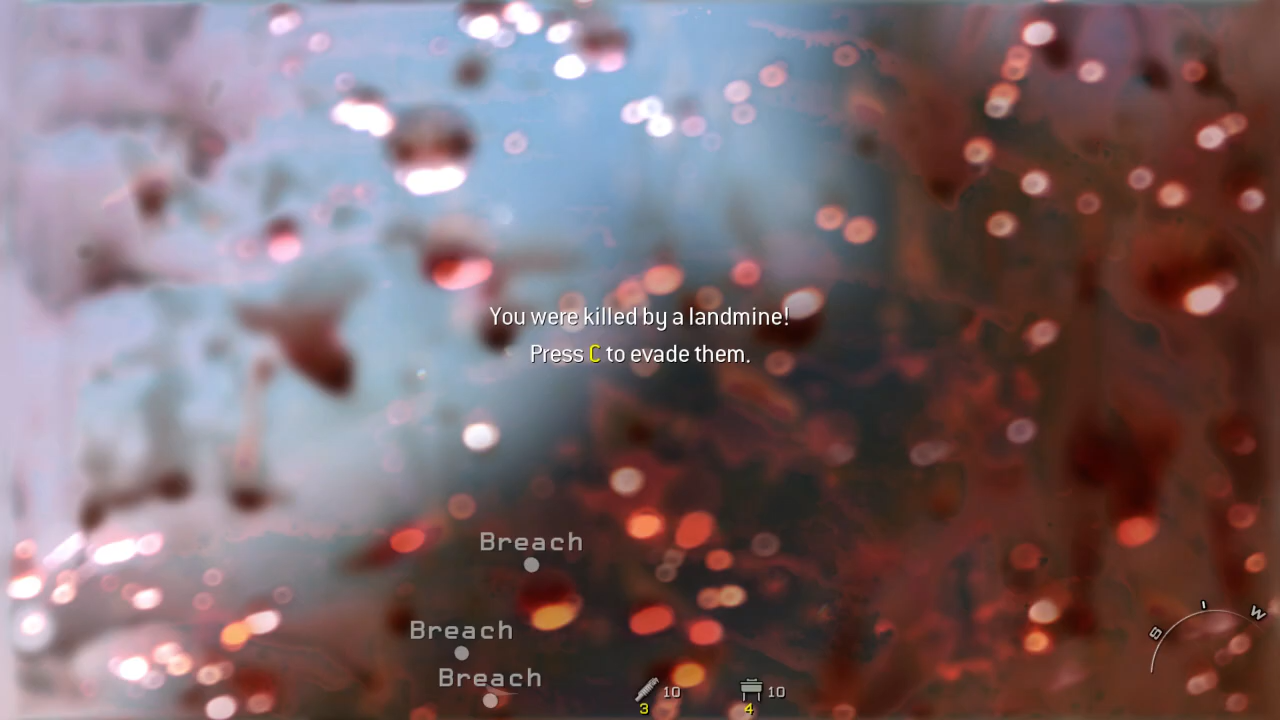 You were killed by a landmine!
Press C to evade them.
Breach
Breach
Breach
10
10
3
4
S
W